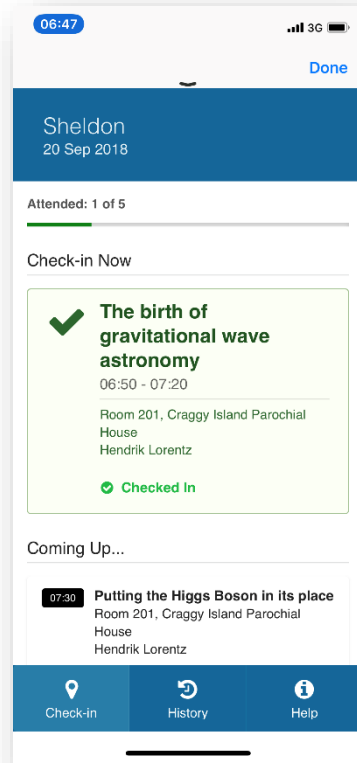 06:47
3G
Done
Sheldon
20 Sep 2018
Attended: 1 of 5
Check-in Now
The birth of
gravitational wave
astronomy
06:50 - 07:20
Room 201, Craggy Island Parochial
House
Hendrik Lorentz
Checked In
Coming Up...
07:30 Putting the Higgs Boson in its place
Room 201, Craggy Island Parochial
House
Hendrik Lorentz
Check-in History Help